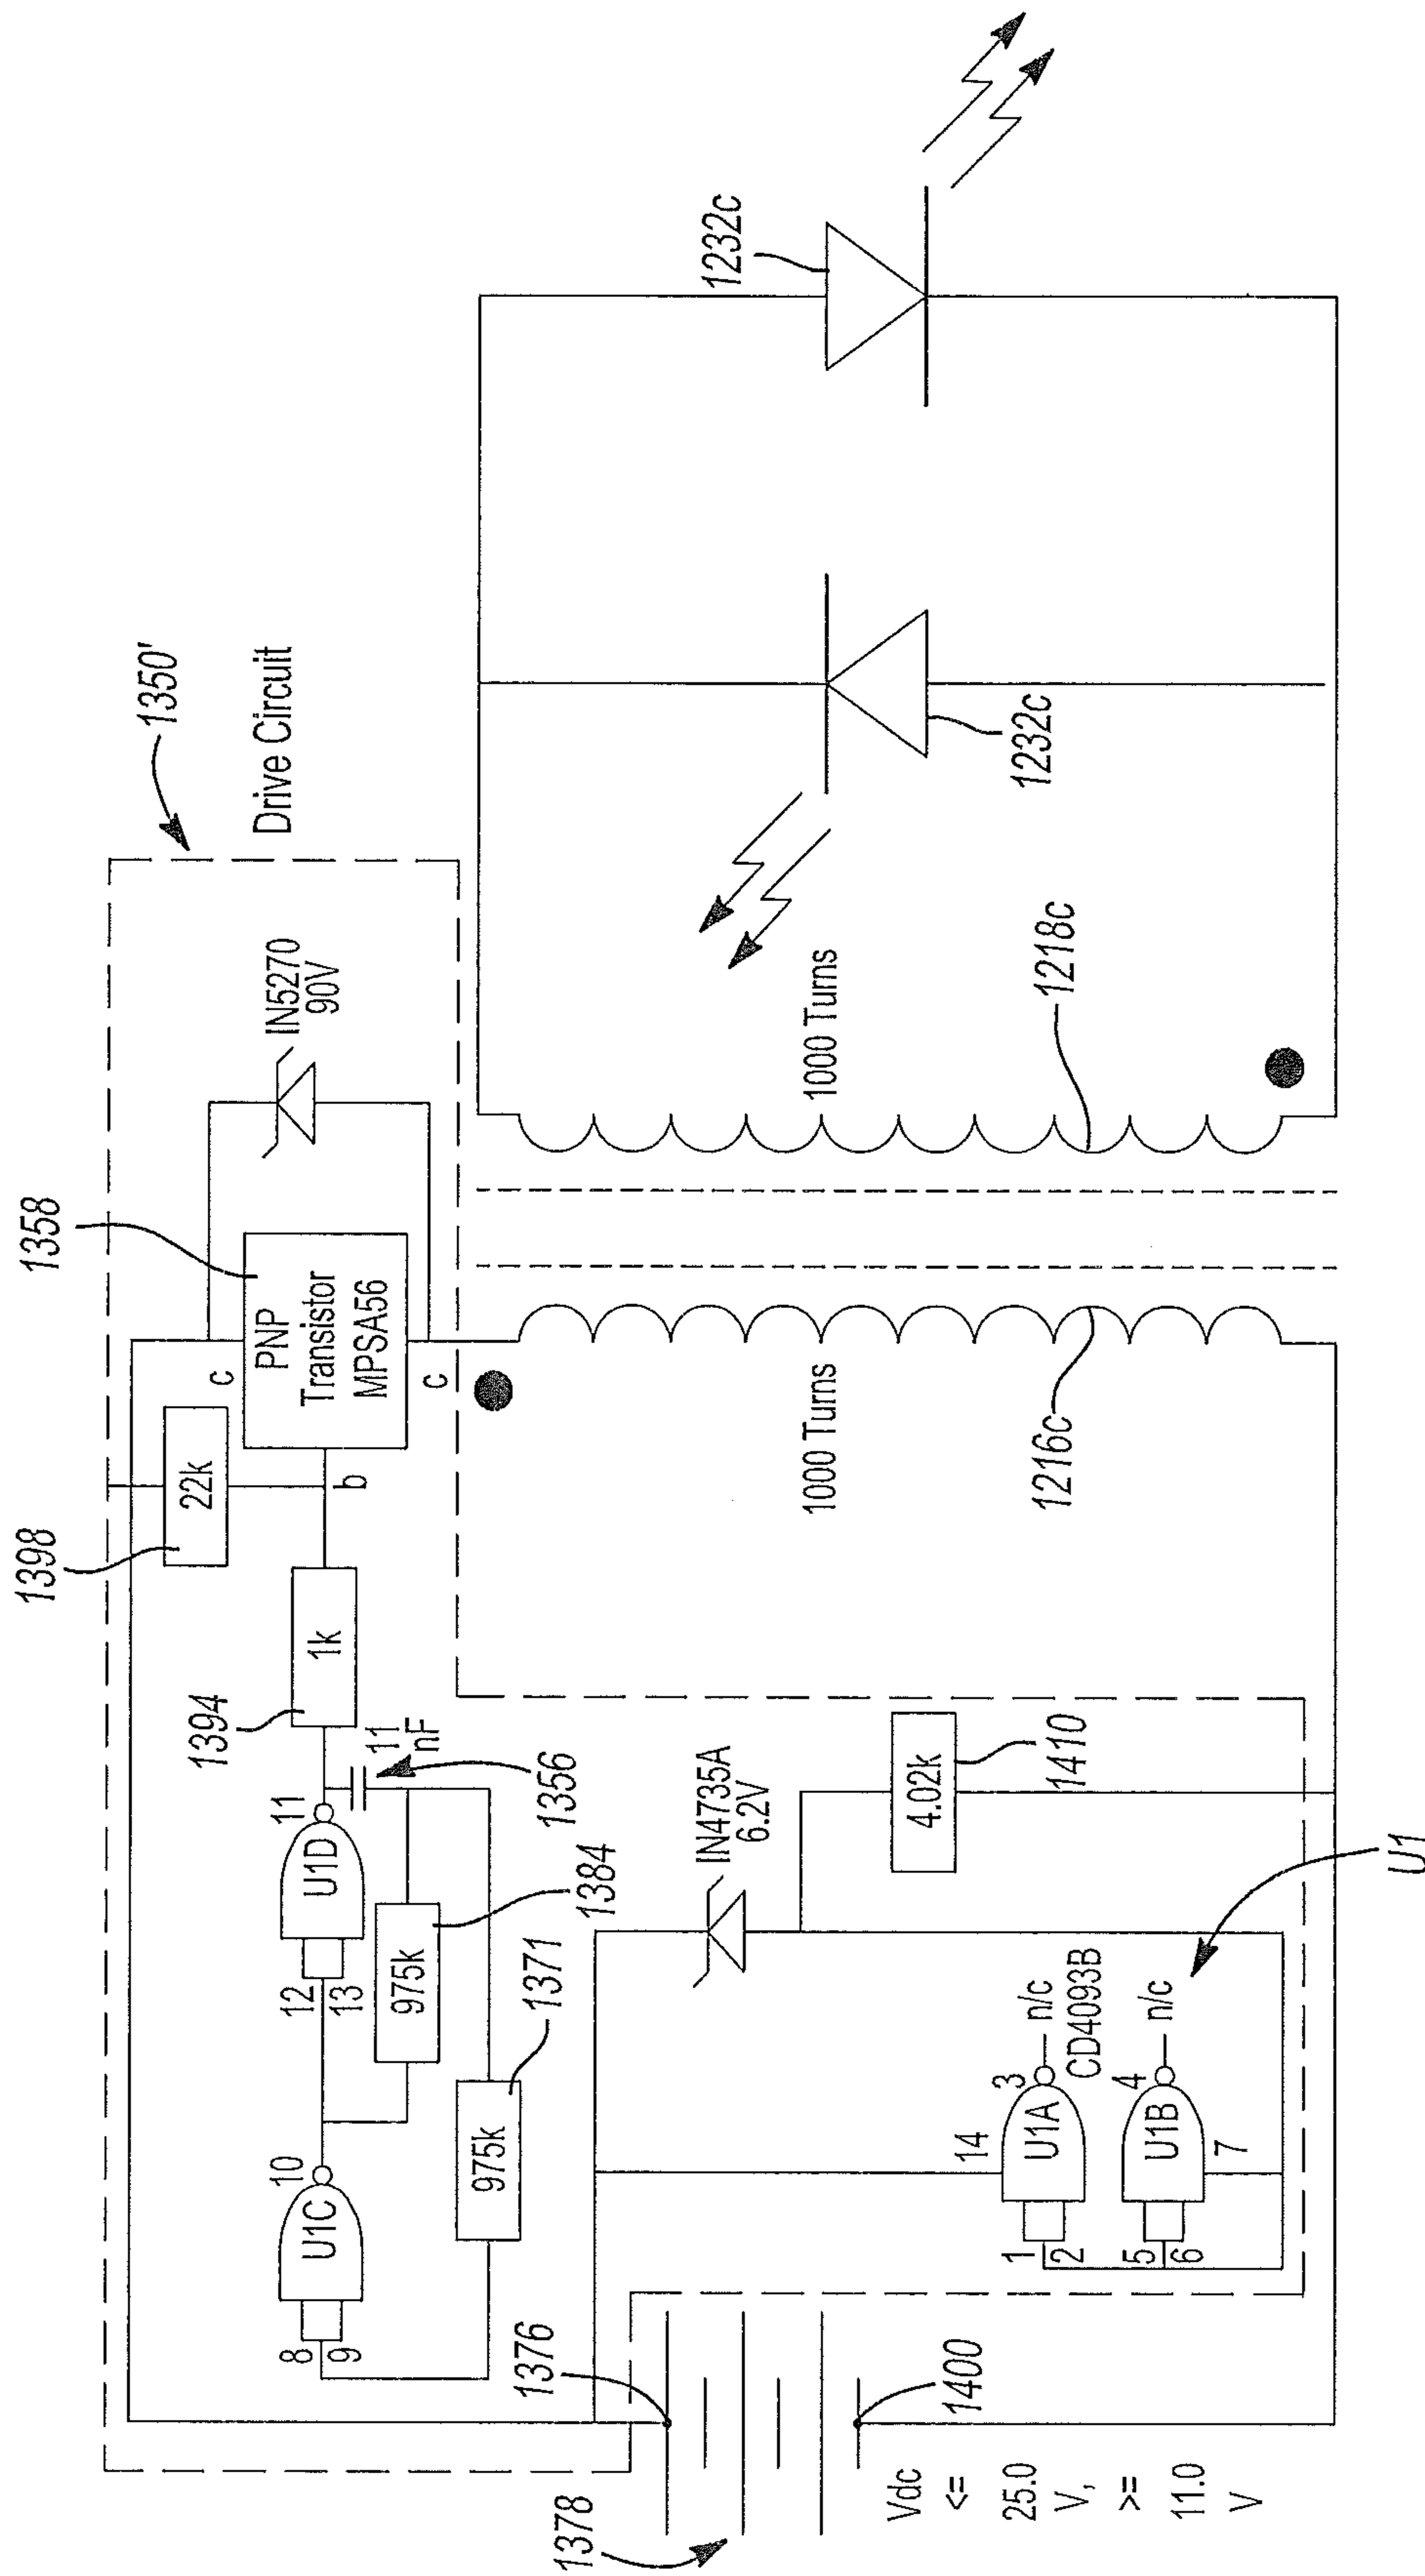 1350'
Drive Circuit
1398
22k
1358
c
PNP
Transistor
MPSA56
c
b
IN5270
90V
1394
1k
11
nF
1356
U1C
8
9
10
U1D
12
13
11
975k
1384
975k
1371
1232c
1232c
1000 Turns
1218c
1000 Turns
1216c
IN4735A
6.2V
4.02k
1410
14
1
2
U1A
3
n/c
CD4093B
5
6
U1B
4
n/c
7
U1
1376
1378
1400
Vdc
<=
25.0
V,
>=
11.0
V